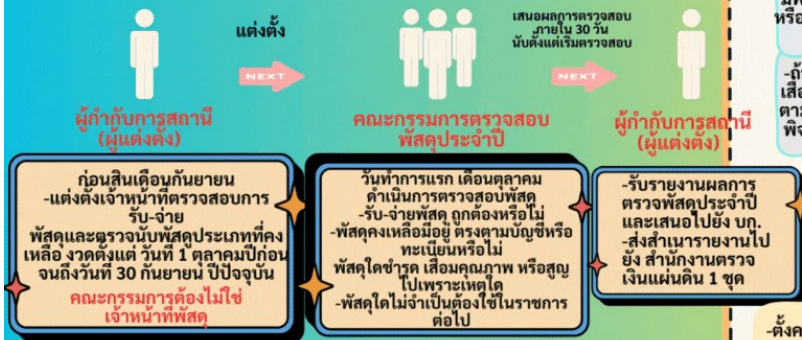 แต่งตั้ง
เสนอผลการตรวจสอบ
ภายใน 30 วัน
นับตั้งแต่เริ่มตรวจสอบ
NEXT
NEXT
ผู้กำกับการสถานี
(ผู้แต่งตั้ง)
คณะกรรมการตรวจสอบ
พัสดุประจำปี
ผู้กำกับการสถานี
(ผู้แต่งตั้ง)
ก่อนสิ้นเดือนกันยายน
-แต่งตั้งเจ้าหน้าที่ตรวจสอบการ
รับ-จ่าย
พัสดุและตรวจนับพัสดุประเภทที่คง
เหลือ งวดตั้งแต่ วันที่ 1 ตุลาคมปีก่อน
จนถึงวันที่ 30 กันยายน ปีปัจจุบัน
คณะกรรมการต้องไม่ใช่
เจ้าหน้าที่พัสดุ
วันทำการแรก เดือนตุลาคม
ดำเนินการตรวจสอบพัสดุ
-รับ-จ่ายพัสดุ ถูกต้องหรือไม่
-พัสดุคงเหลือมีอยู่ ตรงตามบัญชีหรือ
ทะเบียนหรือไม่
พัสดุใดชำรุด เสื่อมคุณภาพ หรือสูญ
ไปเพราะเหตุใด
-พัสดุใดไม่จำเป็นต้องใช้ในราชการ
ต่อไป
-รับรายงานผลการ
ตรวจพัสดุประจำปี
และเสนอไปยัง บก.
-ส่งสำเนารายงานไป
ยัง สำนักงานตรวจ
เงินแผ่นดิน 1 ชุด